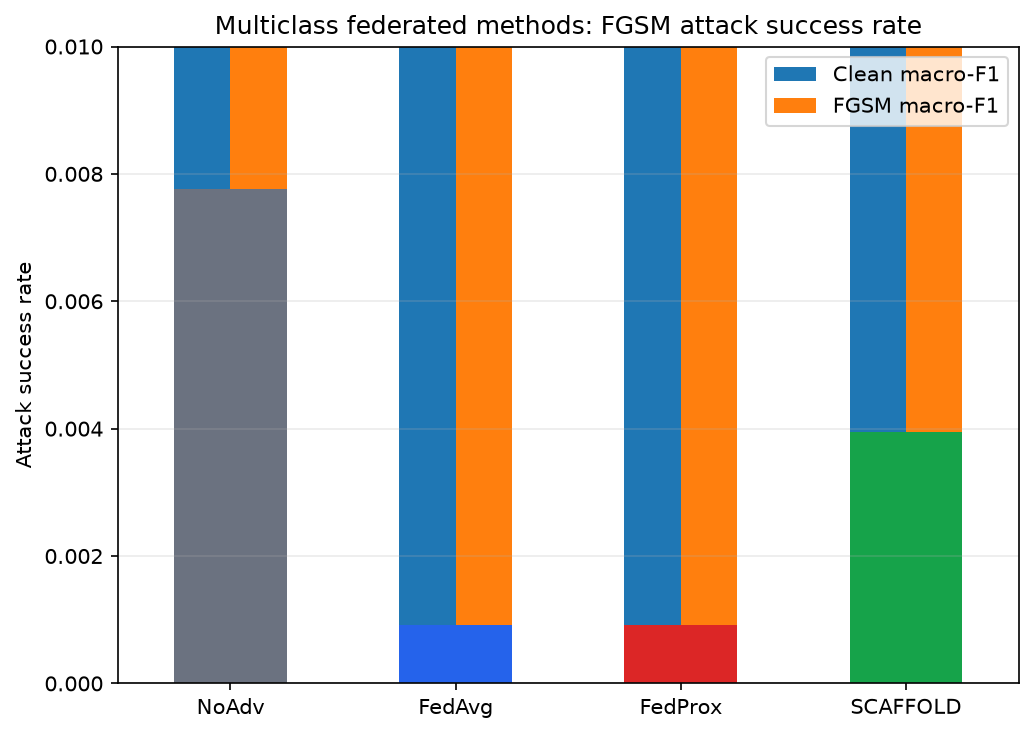 Multiclass federated methods: FGSM attack success rate
Clean macro-F1
FGSM macro-F1
Attack success rate
0.010
0.008
0.006
0.004
0.002
0.000
NoAdv FedAvg FedProx SCAFFOLD